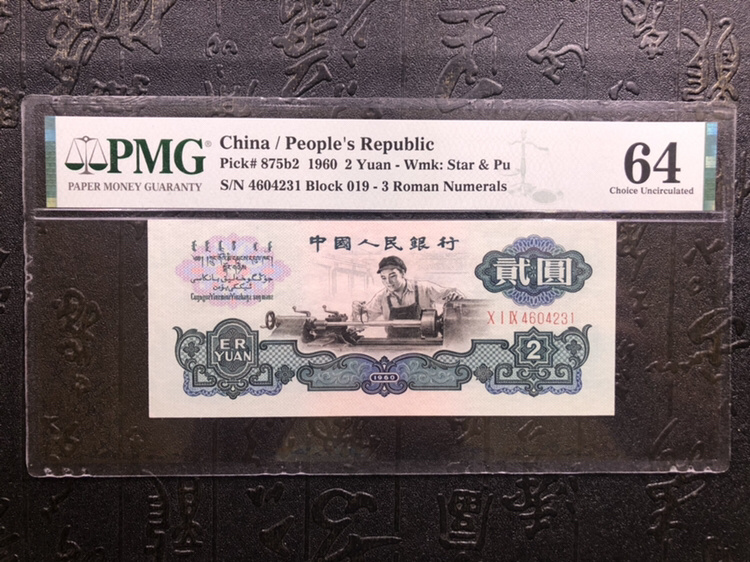 PMG
PAPER MONEY GUARANTY
China / People's Republic
Pick# 875b2 1960 2 Yuan - Wmk: Star & Pu
S/N 4604231 Block 019 - 3 Roman Numerals
64
Choice Uncirculated
中國人民銀行
貳圓
X I IX 4604231
ER
YUAN
1960
2